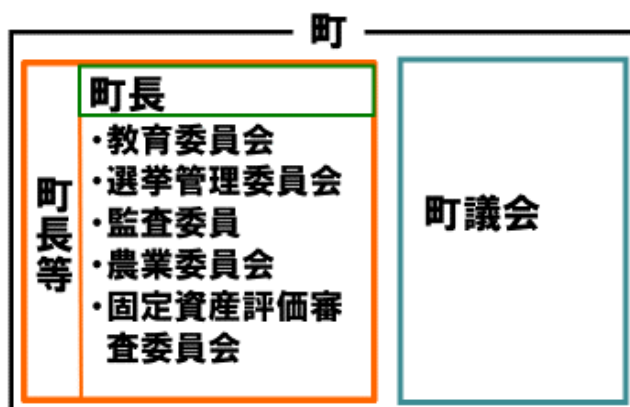 町
町長等
町長
・教育委員会
・選挙管理委員会
・監査委員
・農業委員会
・固定資産評価審
査委員会
町議会